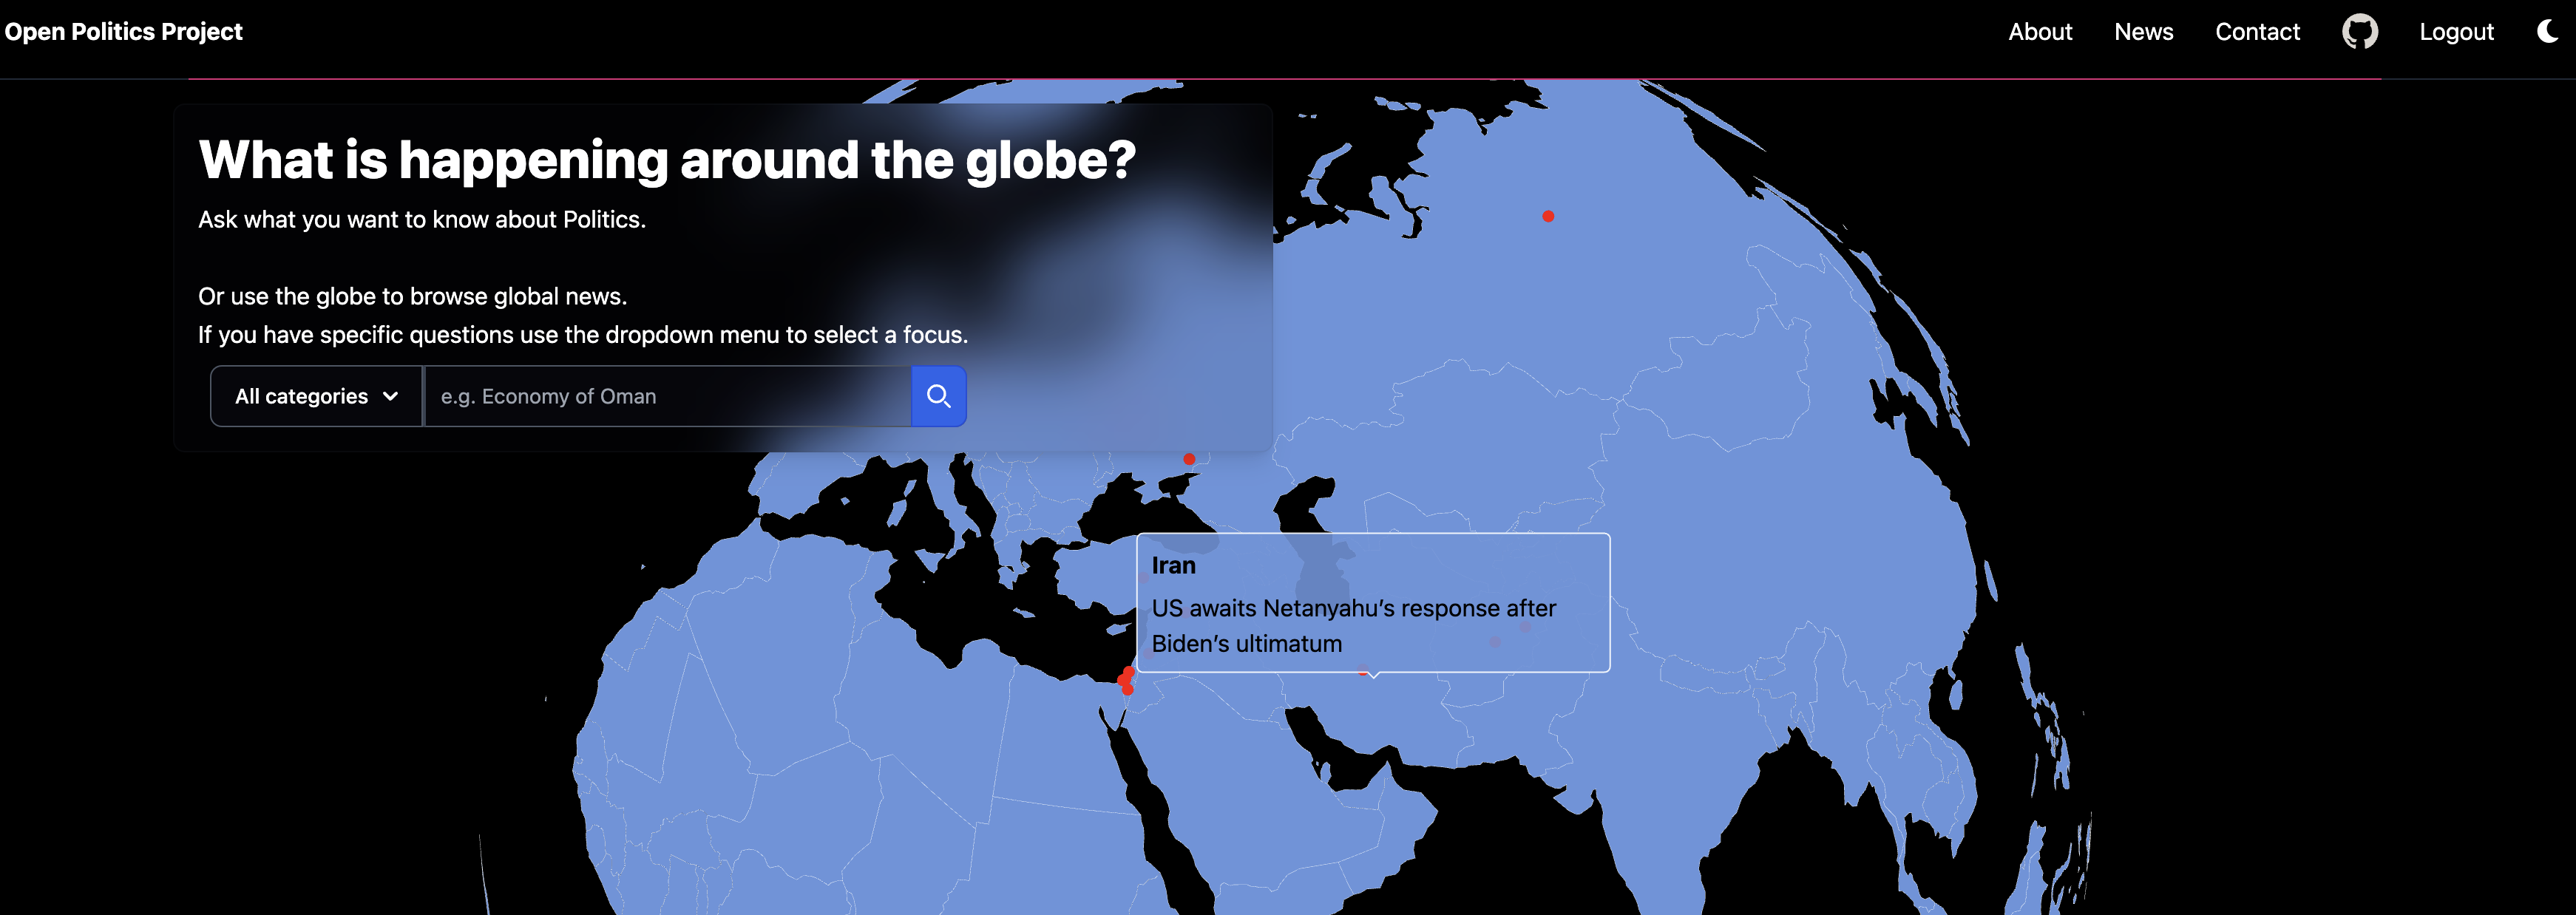 Open Politics Project
About
News
Contact
Logout
What is happening around the globe?
Ask what you want to know about Politics.
Or use the globe to browse global news.
If you have specific questions use the dropdown menu to select a focus.
All categories
e.g. Economy of Oman
Iran
US awaits Netanyahu’s response after
Biden’s ultimatum